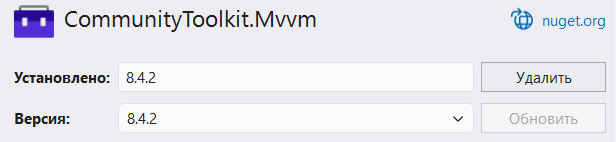 CommunityToolkit.Mvvm nuget.org
Установлено: 8.4.2 Удалить
Версия: 8.4.2 Обновить